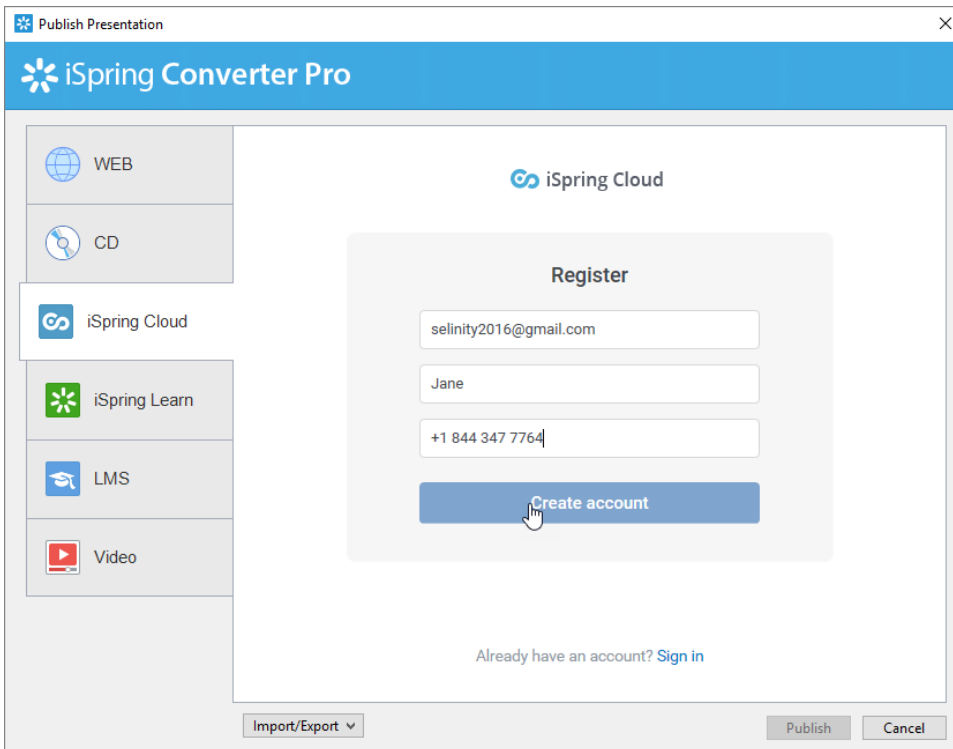 Publish Presentation
iSpring Converter Pro
WEB
CD
iSpring Cloud
iSpring Learn
LMS
Video
iSpring Cloud
Register
selinity2016@gmail.com
Jane
+1 844 347 7764
Create account
Already have an account? Sign in
Import/Export
Publish
Cancel